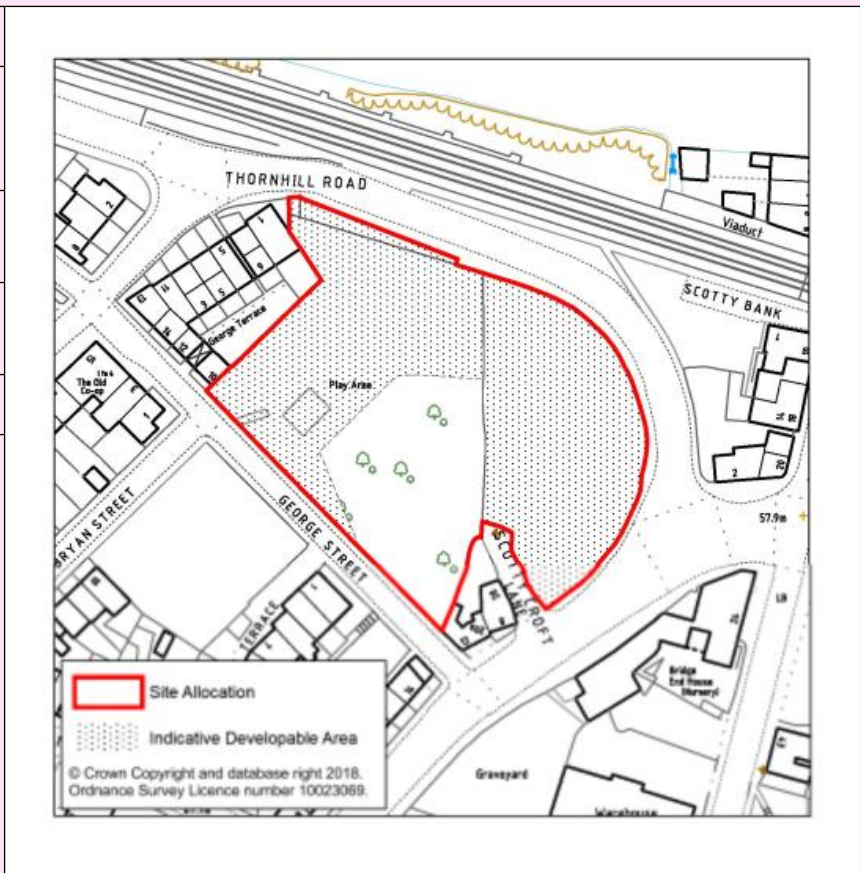 THORNHILL ROAD
Viaduct
SCOTTY BANK
George Terrace
The Old
Co-op
Play Area
BRYAN STREET
GEORGE STREET
SCOTTY CROFT
LANE
57.9m
LB
TERRACE
Bridge
End House
(Nursery)
Graveyard
Warehouse
Site Allocation
Indicative Developable Area
© Crown Copyright and database right 2018.
Ordnance Survey Licence number 10023069.